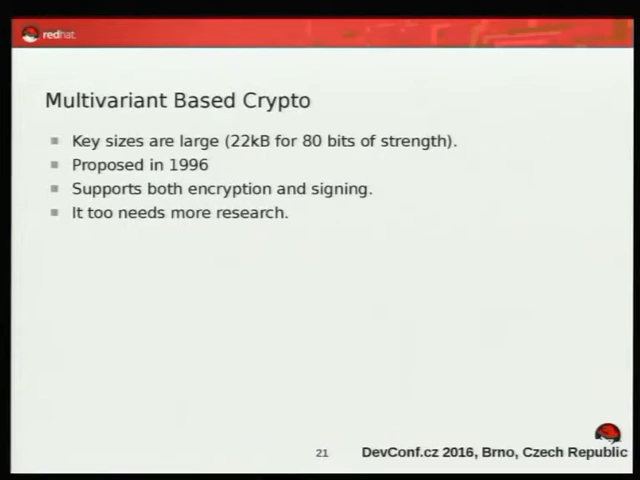 redhat.
Multivariant Based Crypto
Key sizes are large (22kB for 80 bits of strength).
Proposed in 1996
Supports both encryption and signing.
It too needs more research.
21
DevConf.cz 2016, Brno, Czech Republic